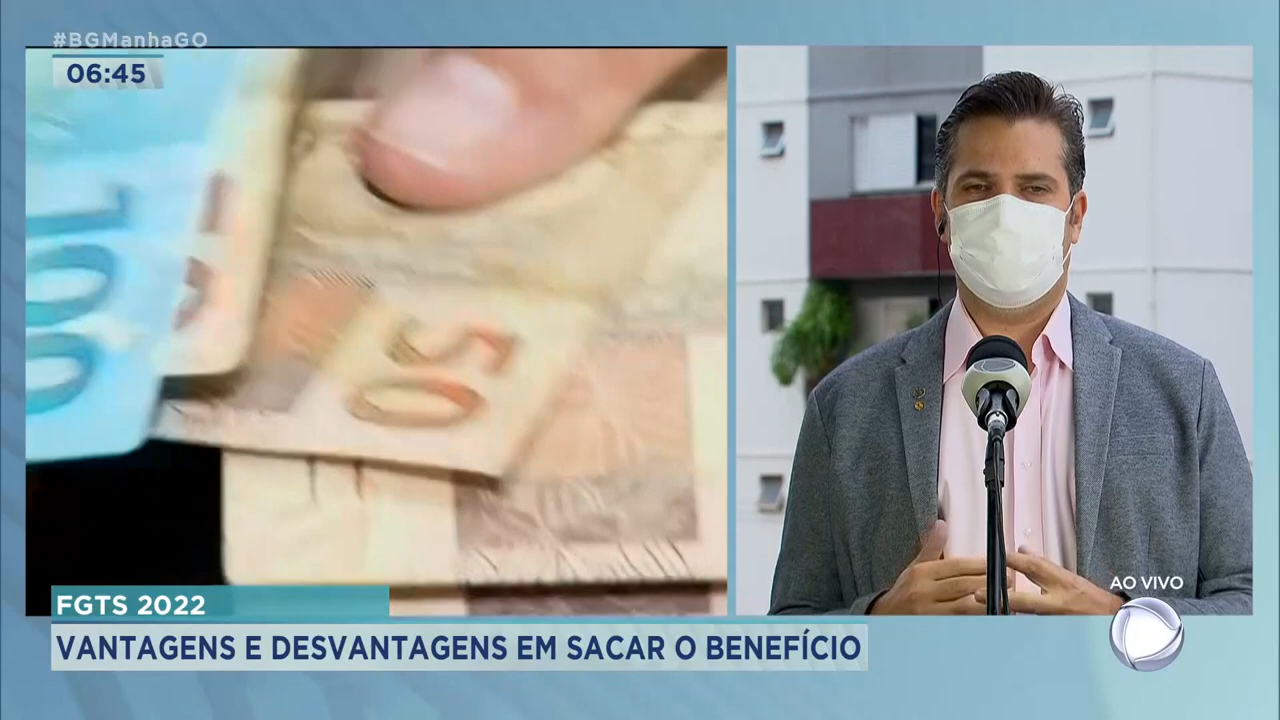 #BGManhaGO
06:45
100
50
AO VIVO
FGTS 2022
VANTAGENS E DESVANTAGENS EM SACAR O BENEFÍCIO